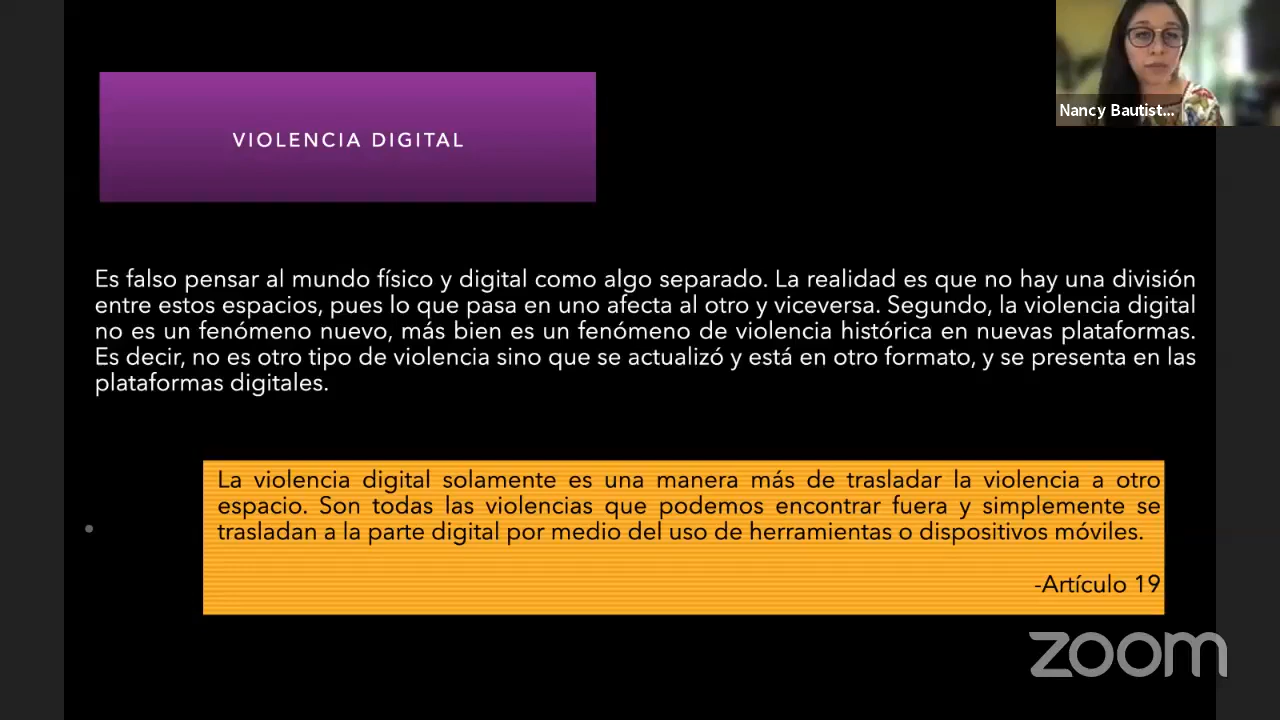 VIOLENCIA DIGITAL
Nancy Bautist...
Es falso pensar al mundo físico y digital como algo separado. La realidad es que no hay una división
entre estos espacios, pues lo que pasa en uno afecta al otro y viceversa. Segundo, la violencia digital
no es un fenómeno nuevo, más bien es un fenómeno de violencia histórica en nuevas plataformas.
Es decir, no es otro tipo de violencia sino que se actualizó y está en otro formato, y se presenta en las
plataformas digitales.
La violencia digital solamente es una manera más de trasladar la violencia a otro
espacio. Son todas las violencias que podemos encontrar fuera y simplemente se
trasladan a la parte digital por medio del uso de herramientas o dispositivos móviles.
-Artículo 19
zoom